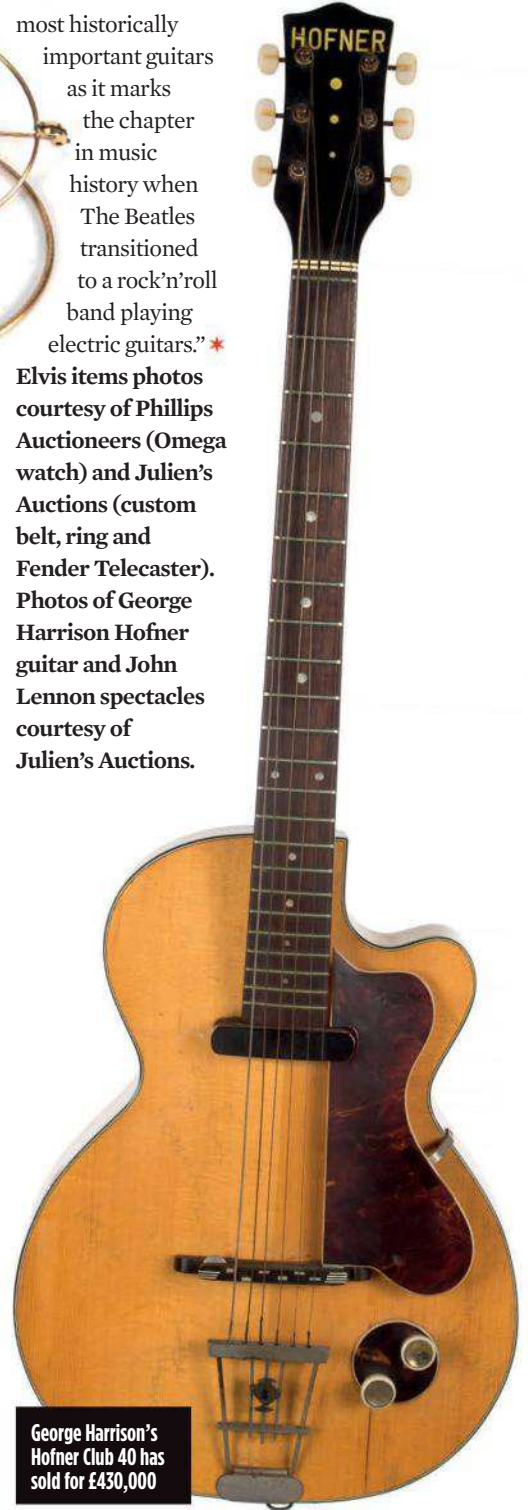 most historically
important guitars
as it marks
the chapter
in music
history when
The Beatles
transitioned
to a rock’n’roll
band playing
electric guitars.” ✶
Elvis items photos
courtesy of Phillips
Auctioneers (Omega
watch) and Julien’s
Auctions (custom
belt, ring and
Fender Telecaster).
Photos of George
Harrison Hofner
guitar and John
Lennon spectacles
courtesy of
Julien’s Auctions.
HOFNER
George Harrison’s
Hofner Club 40 has
sold for £430,000